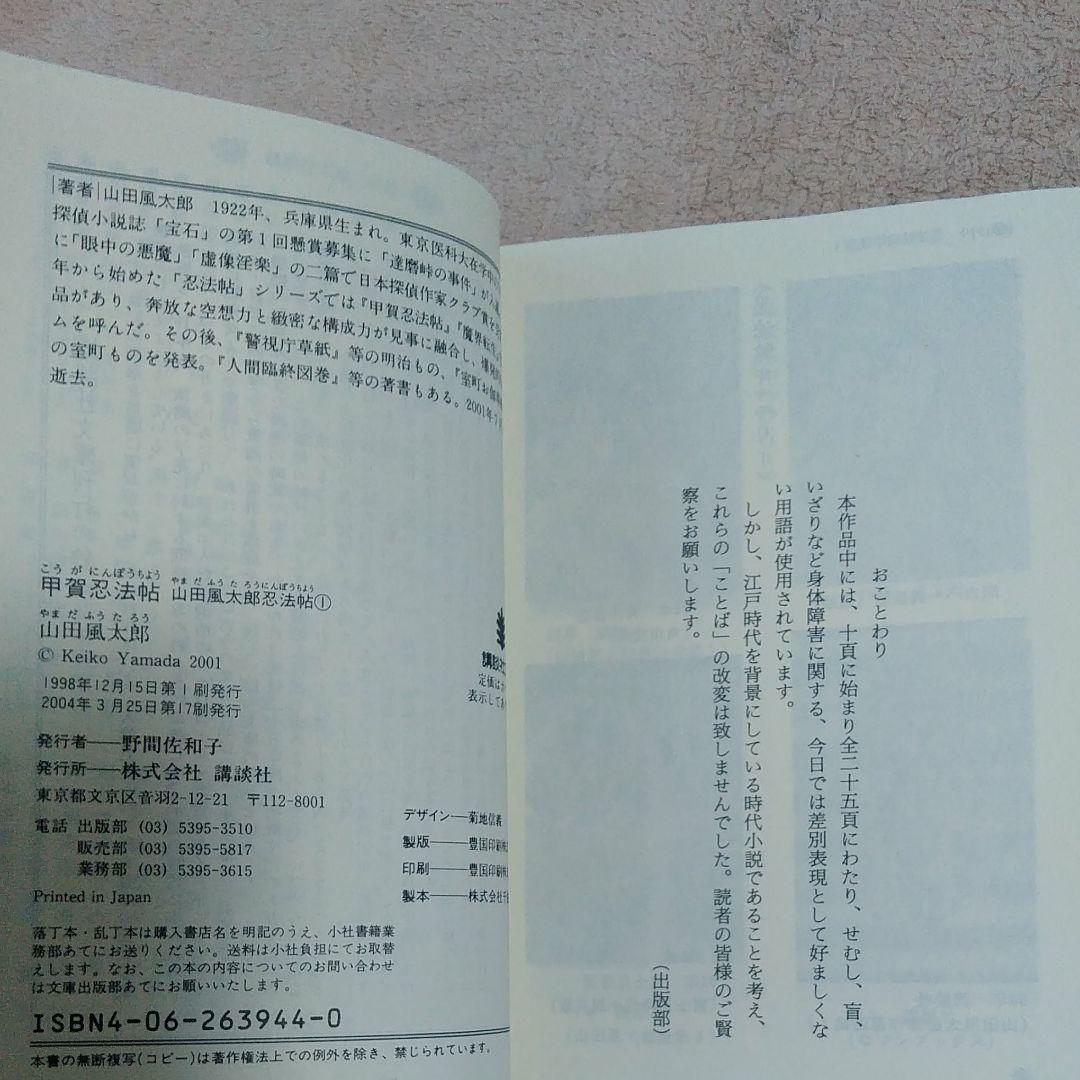 |著者|山田風太郎　1922年、兵庫県生まれ。東京医科大在学中
探偵小説誌「宝石」の第1回懸賞募集に「達磨峠の事件」が
に「眼中の悪魔」「虚像淫楽」の二篇で日本探偵作家クラブ賞を
年から始めた「忍法帖」シリーズでは『甲賀忍法帖』『魔界転生』
品があり、奔放な空想力と緻密な構成力が見事に融合し、爆発的
ムを呼んだ。その後、『警視庁草紙』等の明治もの、『室町お伽
の室町ものを発表。『人間臨終図巻』等の著書もある。2001年7月
逝去。
こうがにんぽうちよう　やまだふうたろうにんぽうちよう
甲賀忍法帖　山田風太郎忍法帖①
やまだふうたろう
山田風太郎
© Keiko Yamada 2001
1998年12月15日第1刷発行
2004年3月25日第17刷発行
発行者――野間佐和子
発行所――株式会社 講談社
東京都文京区音羽2-12-21　〒112-8001
電話 出版部 (03) 5395-3510
販売部 (03) 5395-5817
業務部 (03) 5395-3615
Printed in Japan
講談社文
定価はカ
表示してあ
デザイン―菊地信義
製版――豊国印刷株
印刷――豊国印刷株
製本――株式会社千
落丁本・乱丁本は購入書店名を明記のうえ、小社書籍業
務部あてにお送りください。送料は小社負担にてお取替
えします。なお、この本の内容についてのお問い合わせ
は文庫出版部あてにお願いいたします。
ISBN4-06-263944-0
本書の無断複写(コピー)は著作権法上での例外を除き、禁じられています。
おことわり
本作品中には、十頁に始まり全二十五頁にわたり、せむし、盲、
いざりなど身体障害に関する、今日では差別表現として好ましくな
い用語が使用されています。
しかし、江戸時代を背景にしている時代小説であることを考え、
これらの「ことば」の改変は致しませんでした。読者の皆様のご賢
察をお願いします。
（出版部）